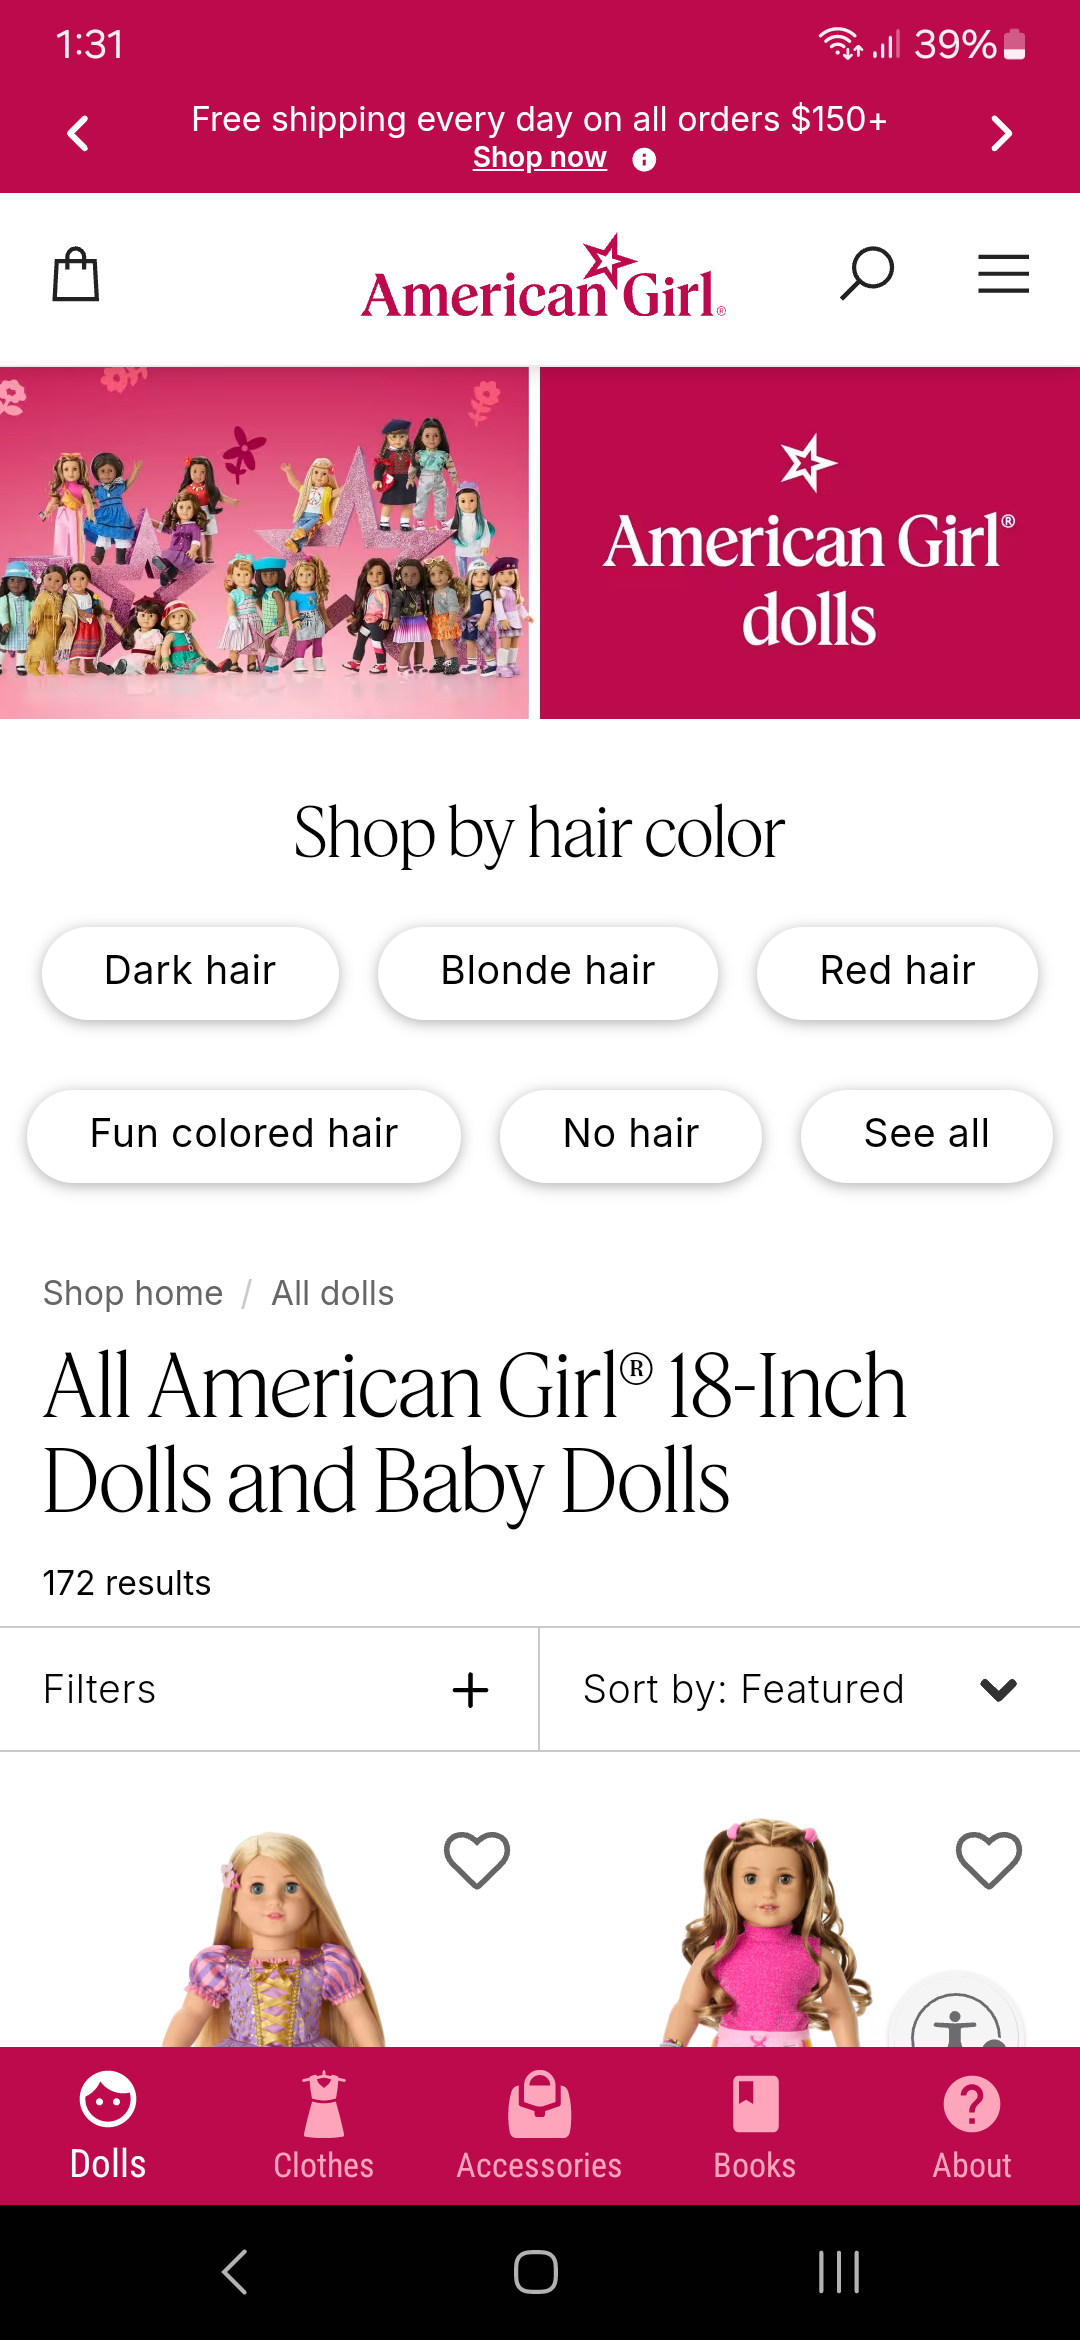 1:31
39%
Free shipping every day on all orders $150+
Shop now
American Girl®
American Girl®
dolls
Shop by hair color
Dark hair
Blonde hair
Red hair
Fun colored hair
No hair
See all
Shop home / All dolls
All American Girl® 18-Inch
Dolls and Baby Dolls
172 results
Filters
Sort by: Featured
Dolls
Clothes
Accessories
Books
About